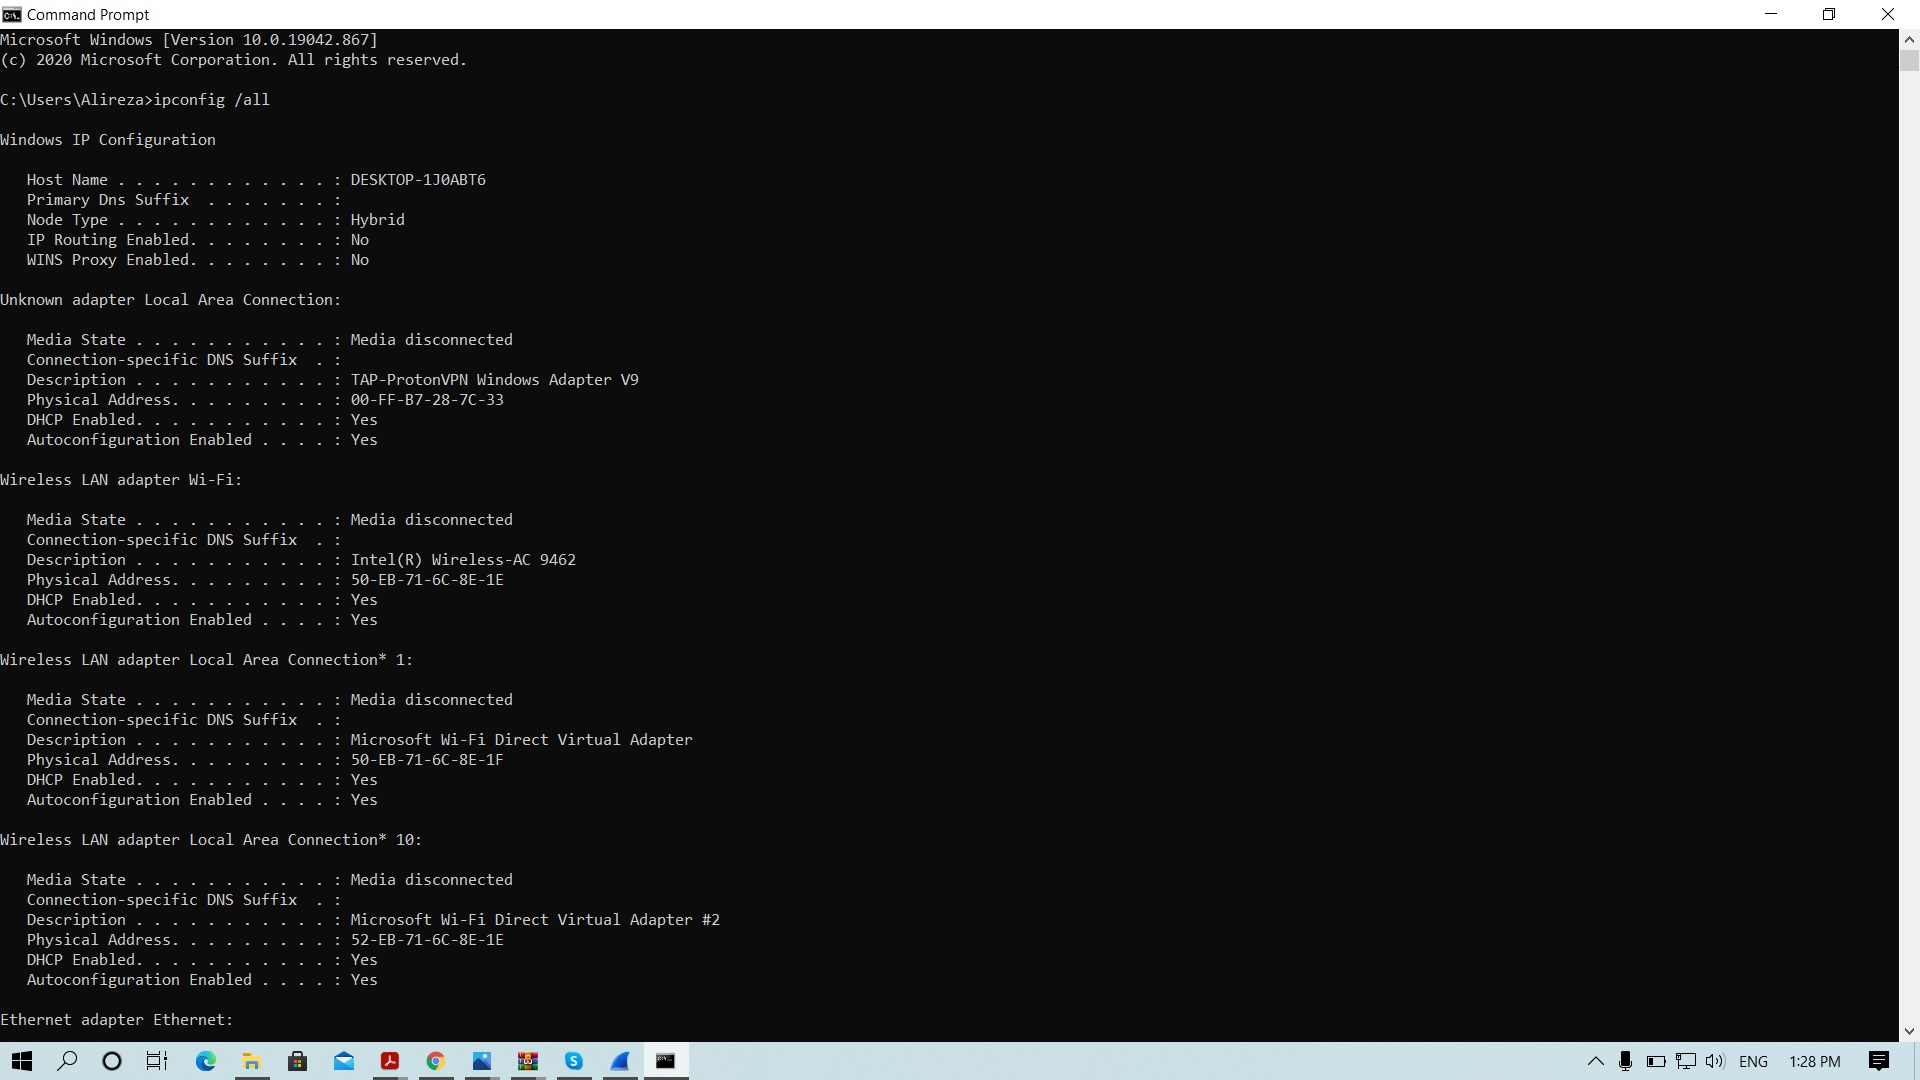 Command Prompt
Microsoft Windows [Version 10.0.19042.867]
(c) 2020 Microsoft Corporation. All rights reserved.
C:\Users\Alireza>ipconfig /all
Windows IP Configuration
Host Name . . . . . . . . . . . . : DESKTOP-1J0ABT6
Primary Dns Suffix  . . . . . . . :
Node Type . . . . . . . . . . . . : Hybrid
IP Routing Enabled. . . . . . . . : No
WINS Proxy Enabled. . . . . . . . : No
Unknown adapter Local Area Connection:
Media State . . . . . . . . . . . : Media disconnected
Connection-specific DNS Suffix  . :
Description . . . . . . . . . . . : TAP-ProtonVPN Windows Adapter V9
Physical Address. . . . . . . . . : 00-FF-B7-28-7C-33
DHCP Enabled. . . . . . . . . . . : Yes
Autoconfiguration Enabled . . . . : Yes
Wireless LAN adapter Wi-Fi:
Media State . . . . . . . . . . . : Media disconnected
Connection-specific DNS Suffix  . :
Description . . . . . . . . . . . : Intel(R) Wireless-AC 9462
Physical Address. . . . . . . . . : 50-EB-71-6C-8E-1E
DHCP Enabled. . . . . . . . . . . : Yes
Autoconfiguration Enabled . . . . : Yes
Wireless LAN adapter Local Area Connection* 1:
Media State . . . . . . . . . . . : Media disconnected
Connection-specific DNS Suffix  . :
Description . . . . . . . . . . . : Microsoft Wi-Fi Direct Virtual Adapter
Physical Address. . . . . . . . . : 50-EB-71-6C-8E-1F
DHCP Enabled. . . . . . . . . . . : Yes
Autoconfiguration Enabled . . . . : Yes
Wireless LAN adapter Local Area Connection* 10:
Media State . . . . . . . . . . . : Media disconnected
Connection-specific DNS Suffix  . :
Description . . . . . . . . . . . : Microsoft Wi-Fi Direct Virtual Adapter #2
Physical Address. . . . . . . . . : 52-EB-71-6C-8E-1E
DHCP Enabled. . . . . . . . . . . : Yes
Autoconfiguration Enabled . . . . : Yes
Ethernet adapter Ethernet:
ENG
1:28 PM